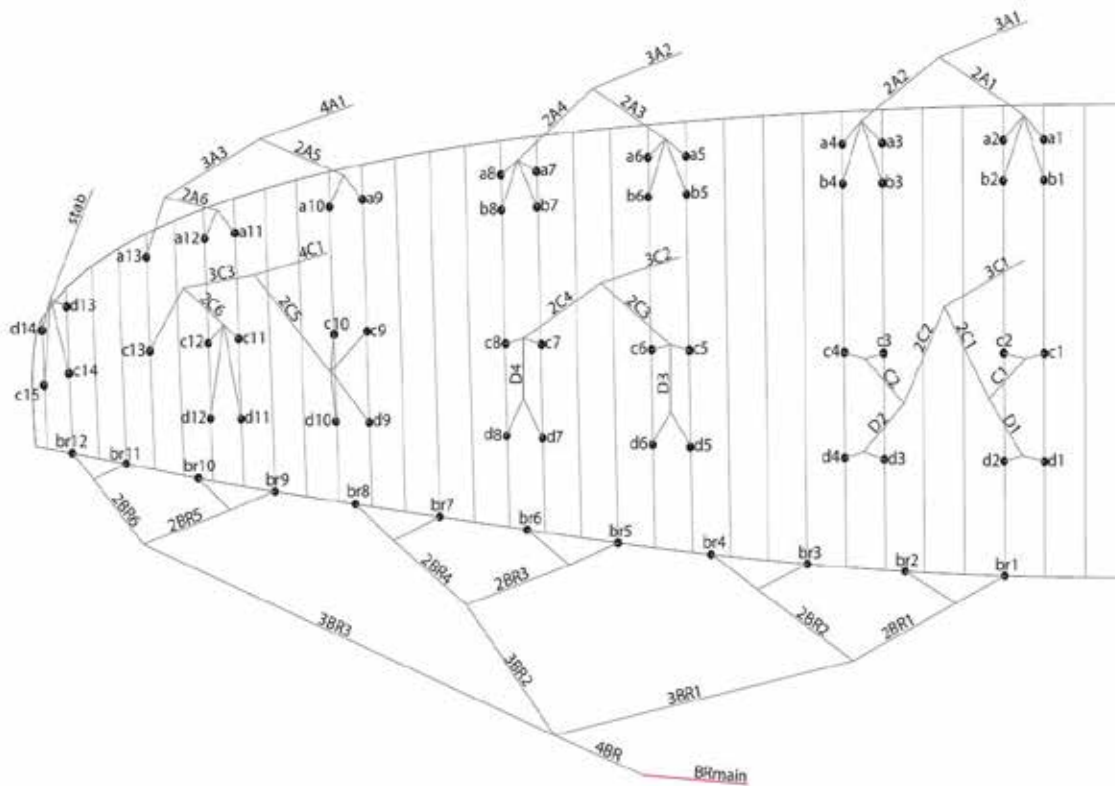 3A1
3A2
2A2
2A1
2A4
2A3
4A1
3A3
2A5
2A6
stab
a4
a3
a2
a1
b4
b3
b2
b1
a8
a7
a6
a5
b8
b7
b6
b5
a10
a9
a13
a12
a11
4C1
3C3
2C6
2C5
3C2
2C4
2C3
3C1
2C2
2C1
d13
d14
c14
c15
c13
c12
c11
c10
c9
d12
d11
d10
d9
c8
c7
c6
c5
D4
D3
d8
d7
d6
d5
c4
c3
c2
c1
C2
C1
D2
D1
d4
d3
d2
d1
br12
br11
br10
br9
br8
br7
br6
br5
br4
br3
br2
br1
2BR6
2BR5
2BR4
2BR3
2BR2
2BR1
3BR3
3BR2
3BR1
4BR
BRmain